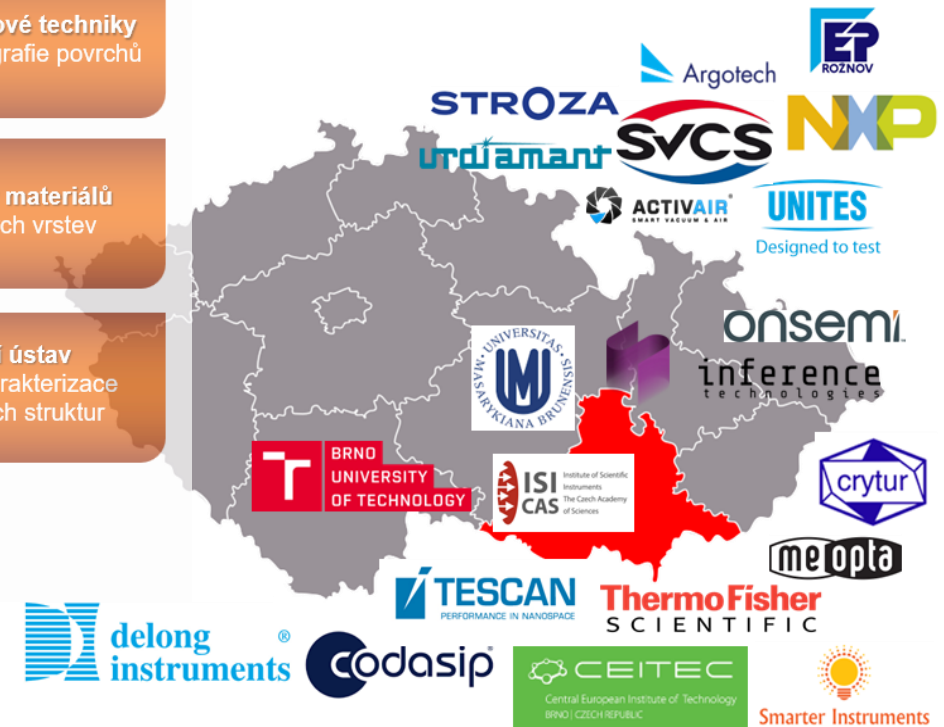 ové techniky
grafie povrchů
materiálů
ch vrstev
í ústav
rakterizace
ch struktur
EP
ROŽNOV
Argotech
STROZA
SVCS
NXP
urdiamant
ACTIVAIR®
SMART VACUUM & AIR
UNITES
Designed to test
onsemi
inference
technologies
UNIVERSITAS
MASARYKIANA BRUNENSIS
MU
BRNO
UNIVERSITY
OF TECHNOLOGY
ISI
CAS
Institute of Scientific
Instruments
The Czech Academy
of Sciences
crytur
meopta
TESCAN
PERFORMANCE IN NANOSPACE
ThermoFisher
SCIENTIFIC
delong
instruments ®
codasip
CEITEC
Central European Institute of Technology
BRNO | CZECH REPUBLIC
Smarter Instruments